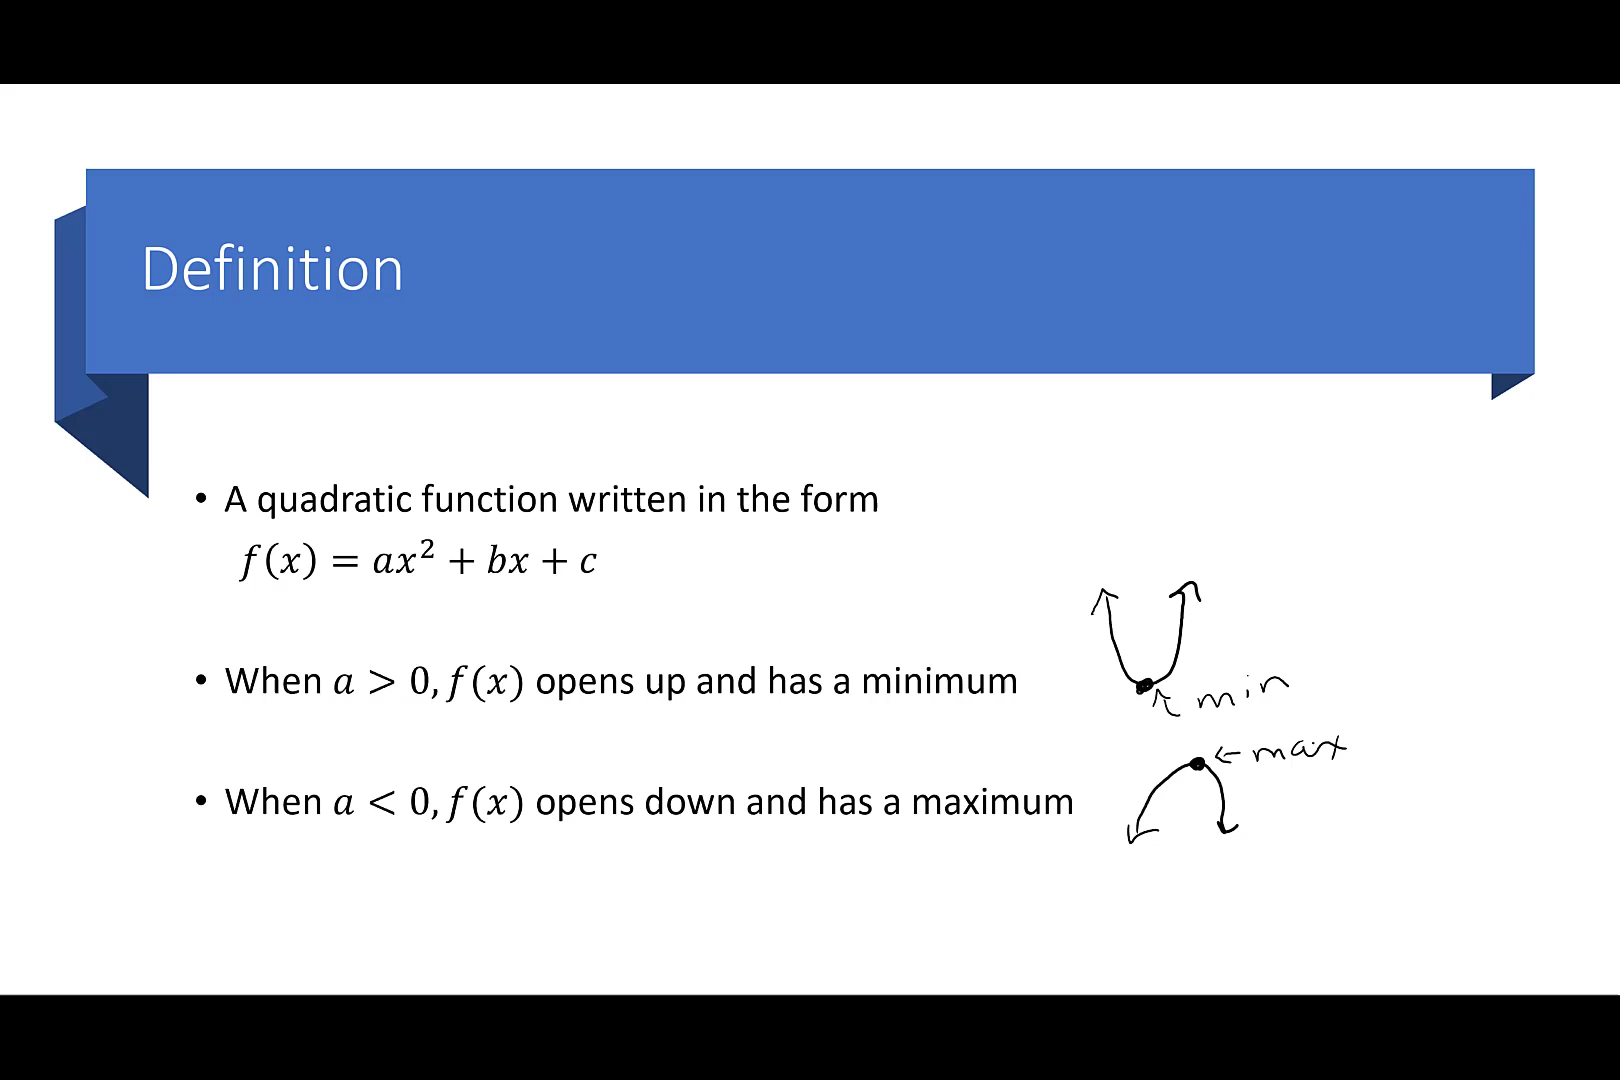 Definition
• A quadratic function written in the form
f(x) = ax² + bx + c
• When a > 0, f(x) opens up and has a minimum
min
max
• When a < 0, f(x) opens down and has a maximum